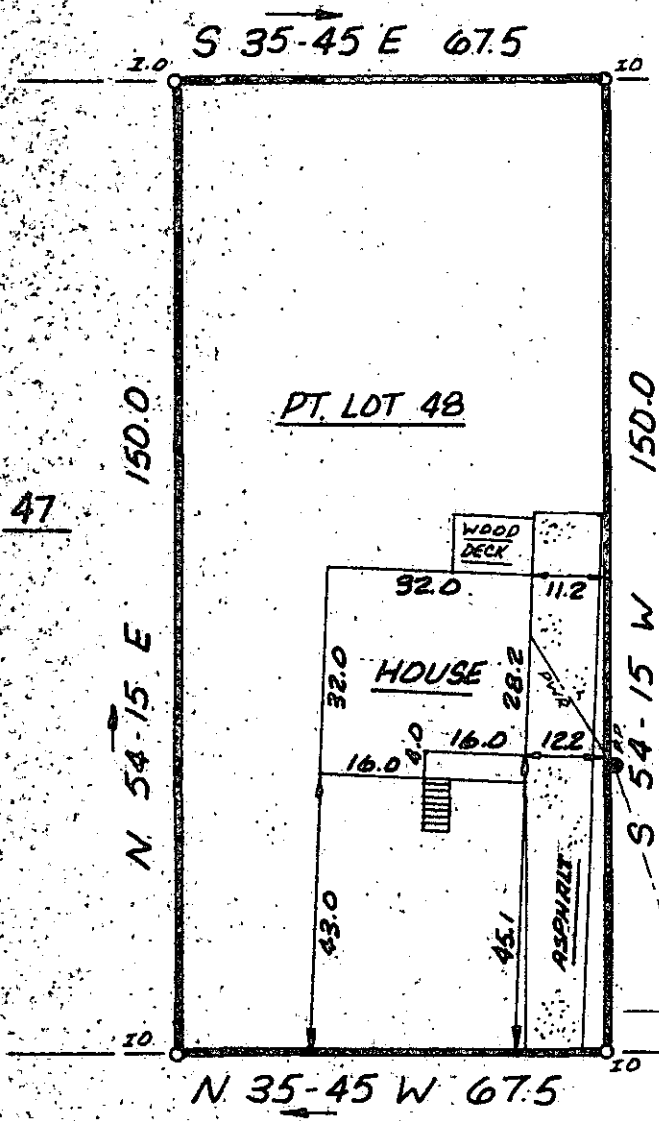 S 35-45 E 67.5
I.O
IO
PT. LOT 48
150.0
150.0
47
WOOD
DECK
32.0
11.2
N 54-15 E
32.0
HOUSE
28.2
PWR
S 54-15 W
P.P.
16.0
4.0
16.0
12.2
43.0
45.1
ASPHALT
IO
IO
N 35-45 W 67.5